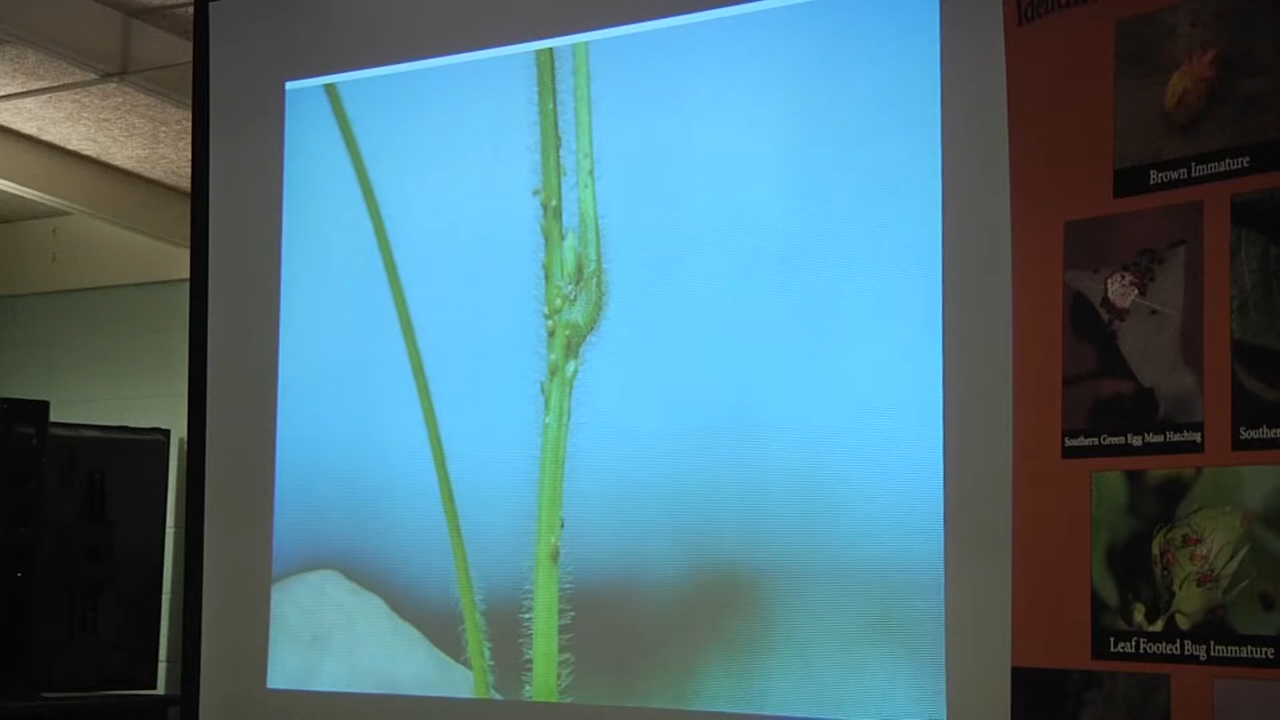 Brown Immature
Southern Green Egg Mass Hatching
Leaf Footed Bug Immature